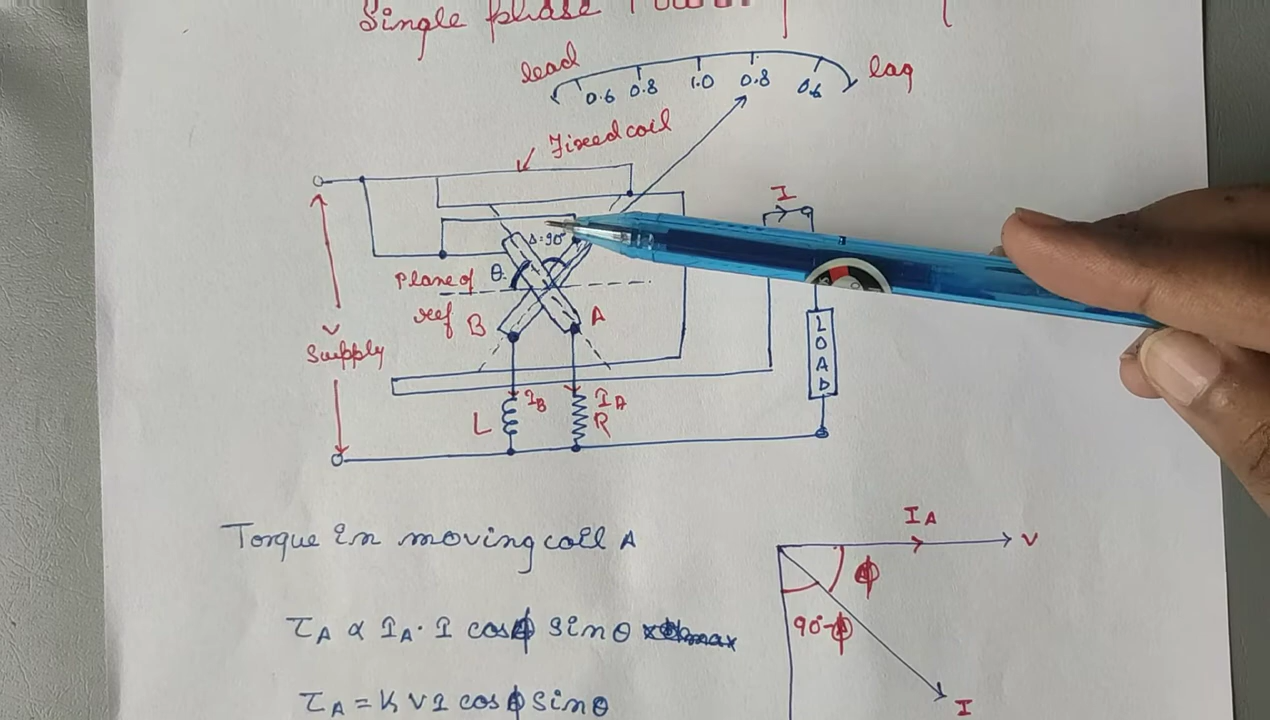 Single phase
lead
lag
0.6 0.8 1.0 0.8 0.6
Fixed coil
I
Δ=90°
Plane of
ref
θ
B
A
V
Supply
LOAD
L
IB
IA
R
Torque in moving coil A
IA
V
ϕ
90°-ϕ
I
τA ∝ IA. I cosϕ sinθ
τA = K V I cosϕ sinθ